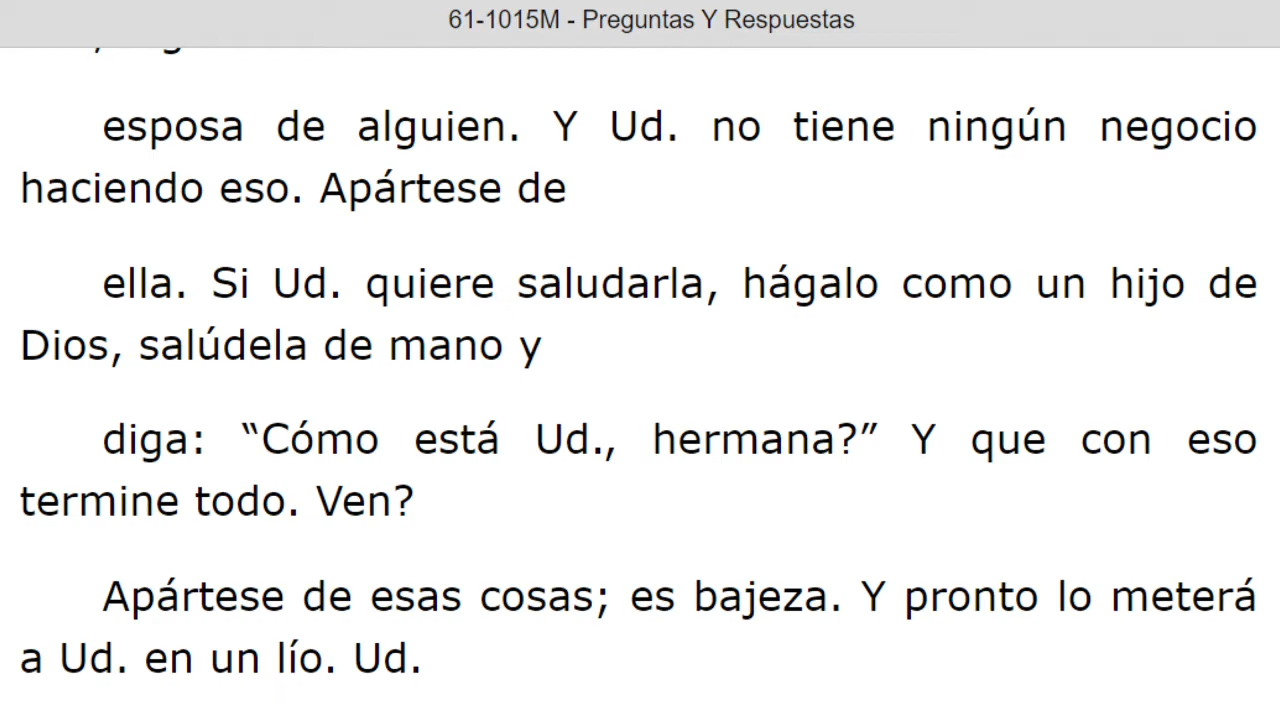 61-1015M - Preguntas Y Respuestas
esposa de alguien. Y Ud. no tiene ningún negocio
haciendo eso. Apártese de
ella. Si Ud. quiere saludarla, hágalo como un hijo de
Dios, salúdela de mano y
diga: “Cómo está Ud., hermana?” Y que con eso
termine todo. Ven?
Apártese de esas cosas; es bajeza. Y pronto lo meterá
a Ud. en un lío. Ud.